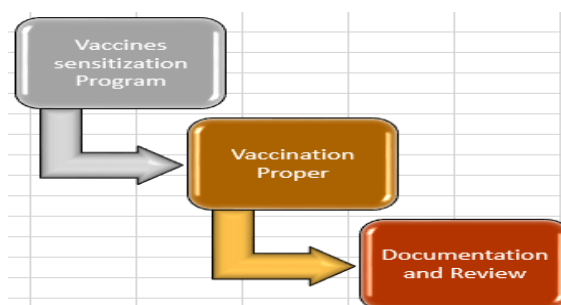 Vaccines
sensitization
Program
Vaccination
Proper
Documentation
and Review